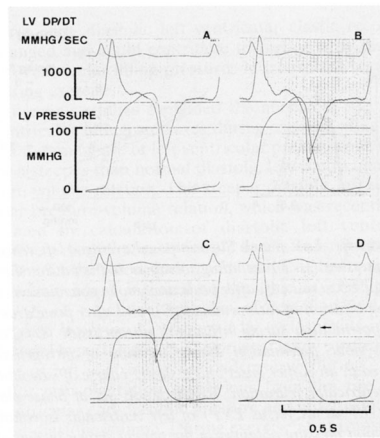 LV DP/DT
MMHG/SEC
1000
0
LV PRESSURE
100
MMHG
0
A
B
C
D
0.5 S